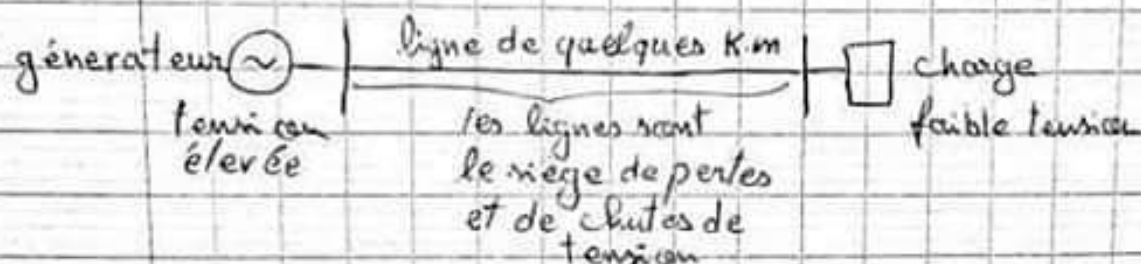 génerateur
ligne de quelques K.m
charge
tension
élevée
les lignes sont
le siège de pertes
et de chutes de
tension
faible tension